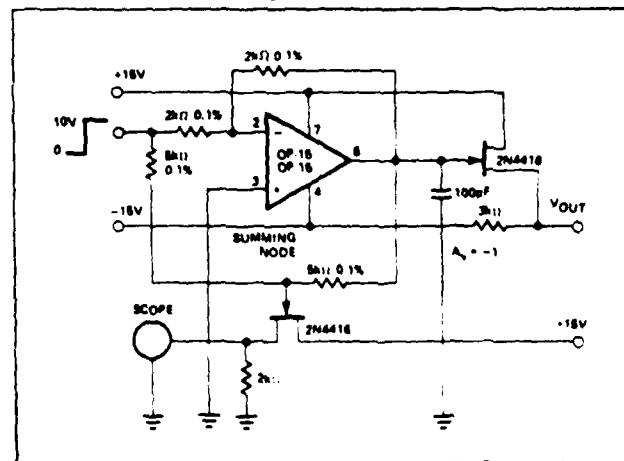 2kΩ 0.1%
+15V
10V
2kΩ 0.1%
0
2
7
6
5kΩ
0.1%
OP-15
OP-16
2N4416
3
4
100pF
3kΩ
VOUT
-15V
SUMMING
NODE
5kΩ 0.1%
Av = -1
SCOPE
2N4416
+15V
2kΩ